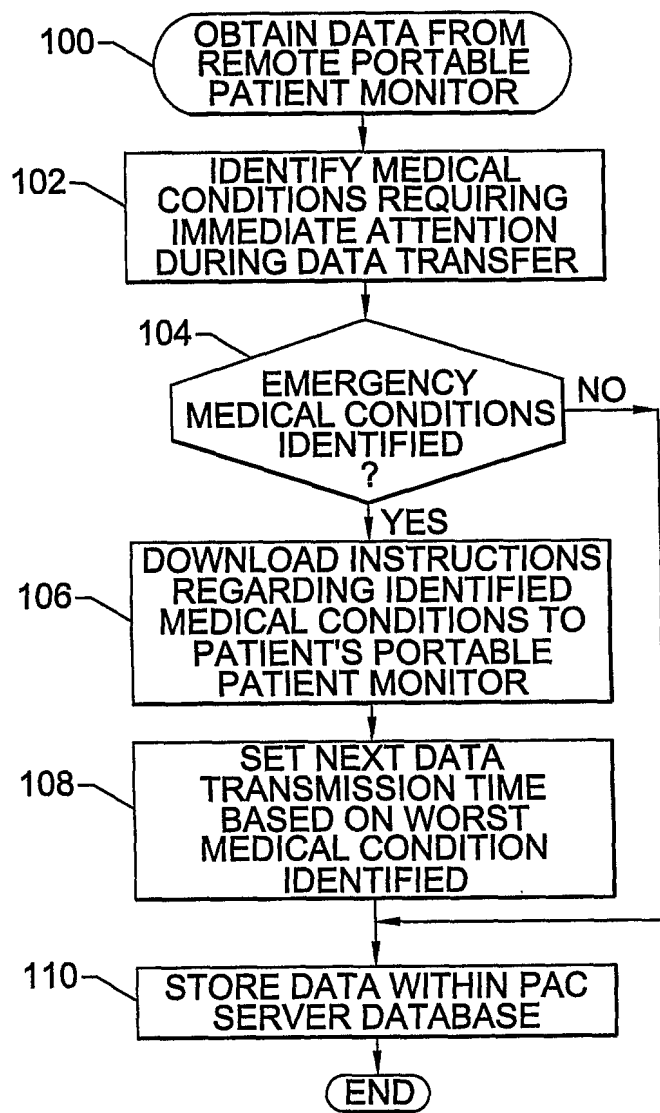 100
OBTAIN DATA FROM
REMOTE PORTABLE
PATIENT MONITOR
102
IDENTIFY MEDICAL
CONDITIONS REQUIRING
IMMEDIATE ATTENTION
DURING DATA TRANSFER
104
EMERGENCY
MEDICAL CONDITIONS
IDENTIFIED
?
NO
YES
106
DOWNLOAD INSTRUCTIONS
REGARDING IDENTIFIED
MEDICAL CONDITIONS TO
PATIENT'S PORTABLE
PATIENT MONITOR
108
SET NEXT DATA
TRANSMISSION TIME
BASED ON WORST
MEDICAL CONDITION
IDENTIFIED
110
STORE DATA WITHIN PAC
SERVER DATABASE
END